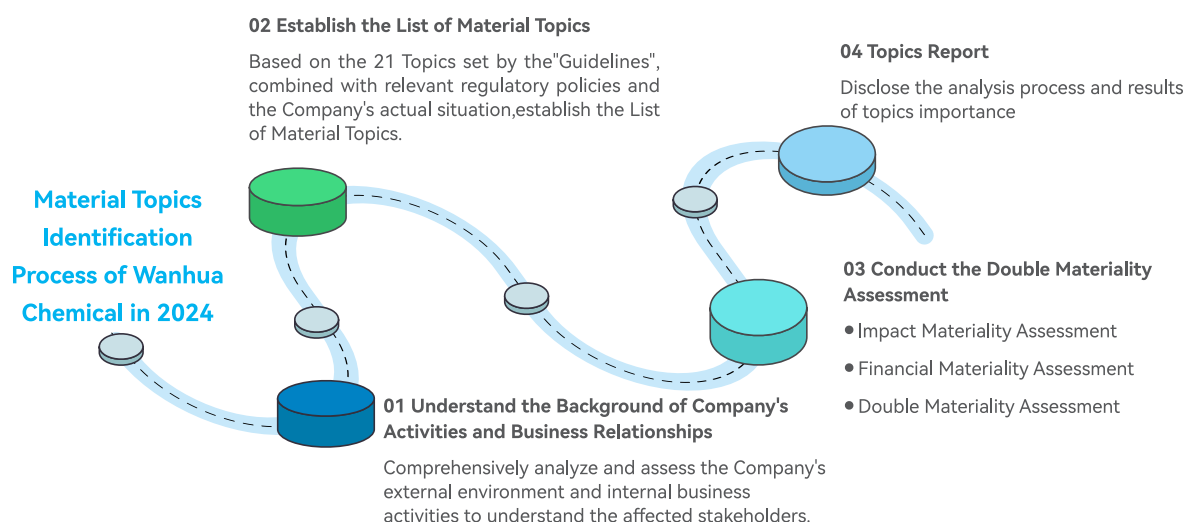 Material Topics
Identification
Process of Wanhua
Chemical in 2024
01 Understand the Background of Company's
Activities and Business Relationships
Comprehensively analyze and assess the Company's
external environment and internal business
activities to understand the affected stakeholders.
02 Establish the List of Material Topics
Based on the 21 Topics set by the"Guidelines",
combined with relevant regulatory policies and
the Company's actual situation,establish the List
of Material Topics.
03 Conduct the Double Materiality
Assessment
● Impact Materiality Assessment
● Financial Materiality Assessment
● Double Materiality Assessment
04 Topics Report
Disclose the analysis process and results
of topics importance